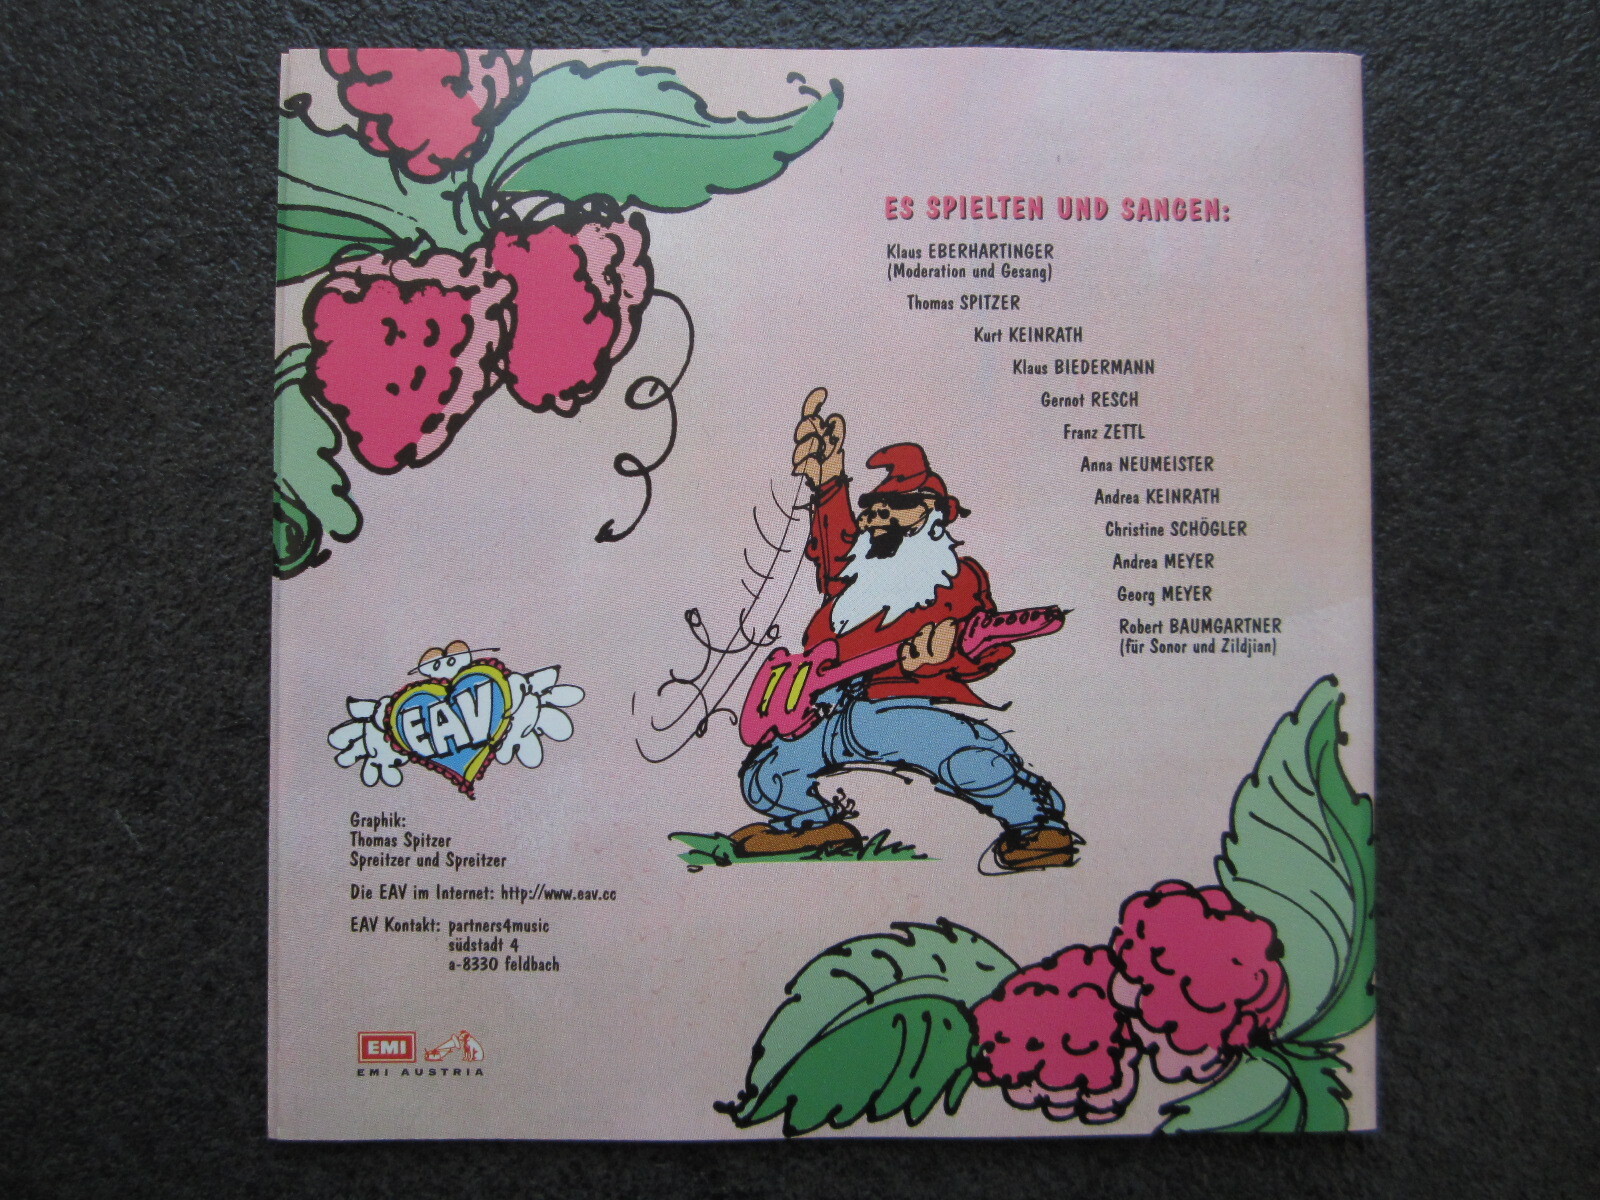 ES SPIELTEN UND SANGEN:
Klaus EBERHARTINGER
(Moderation und Gesang)
Thomas SPITZER
Kurt KEINRATH
Klaus BIEDERMANN
Gernot RESCH
Franz ZETTL
Anna NEUMEISTER
Andrea KEINRATH
Christine SCHÖGLER
Andrea MEYER
Georg MEYER
Robert BAUMGARTNER
(für Sonor und Zildjian)
EAV
Graphik:
Thomas Spitzer
Spreitzer und Spreitzer
Die EAV im Internet: http://www.eav.cc
EAV Kontakt: partners4music
südstadt 4
a-8330 feldbach
EMI
EMI AUSTRIA